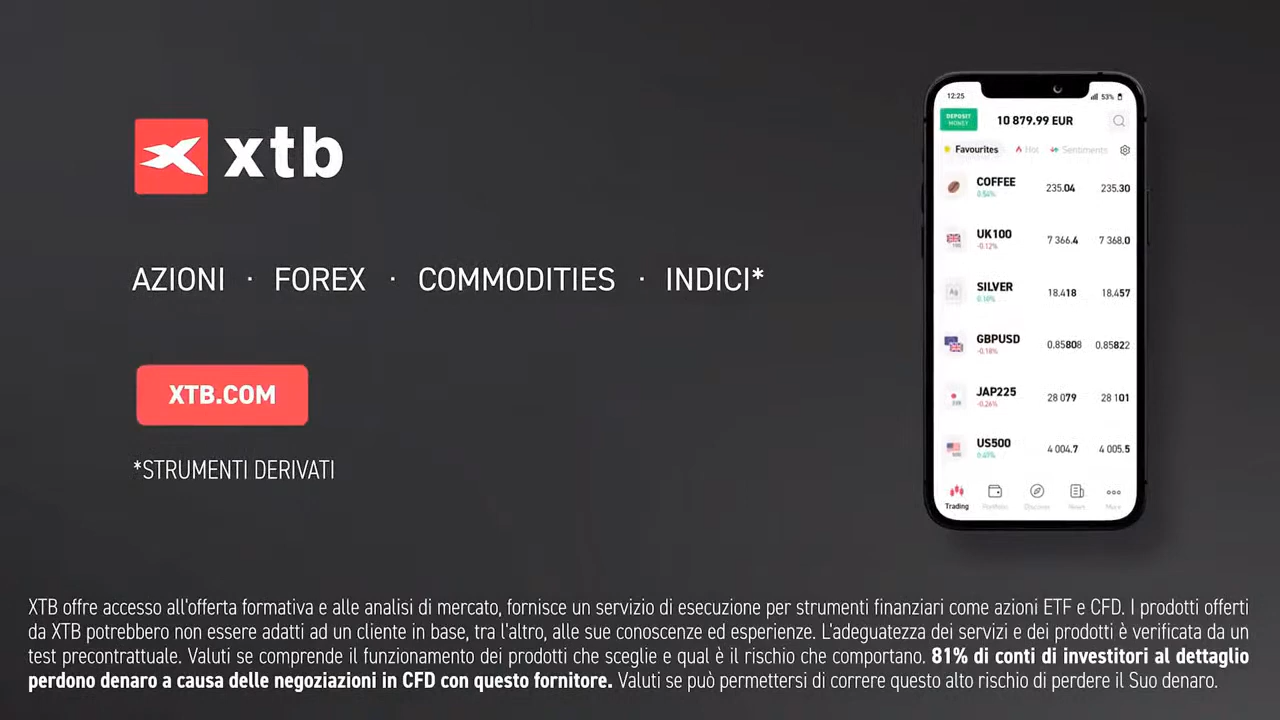 xtb
AZIONI · FOREX · COMMODITIES · INDICI*
XTB.COM
*STRUMENTI DERIVATI
12:25
53%
DEPOSIT
MONEY
10 879.99 EUR
Favourites Hot Sentiments
COFFEE 235.04 235.30
0.54%
UK100 7 366.4 7 368.0
-0.12%
SILVER 18.418 18.457
0.14%
GBPUSD 0.85808 0.85822
-0.18%
JAP225 28 079 28 101
-0.26%
US500 4 004.7 4 005.5
Trading Portfolio Discover News More
XTB offre accesso all'offerta formativa e alle analisi di mercato, fornisce un servizio di esecuzione per strumenti finanziari come azioni ETF e CFD. I prodotti offerti
da XTB potrebbero non essere adatti ad un cliente in base, tra l'altro, alle sue conoscenze ed esperienze. L'adeguatezza dei servizi e dei prodotti è verificata da un
test precontrattuale. Valuti se comprende il funzionamento dei prodotti che sceglie e qual è il rischio che comportano. 81% di conti di investitori al dettaglio
perdono denaro a causa delle negoziazioni in CFD con questo fornitore. Valuti se può permettersi di correre questo alto rischio di perdere il Suo denaro.